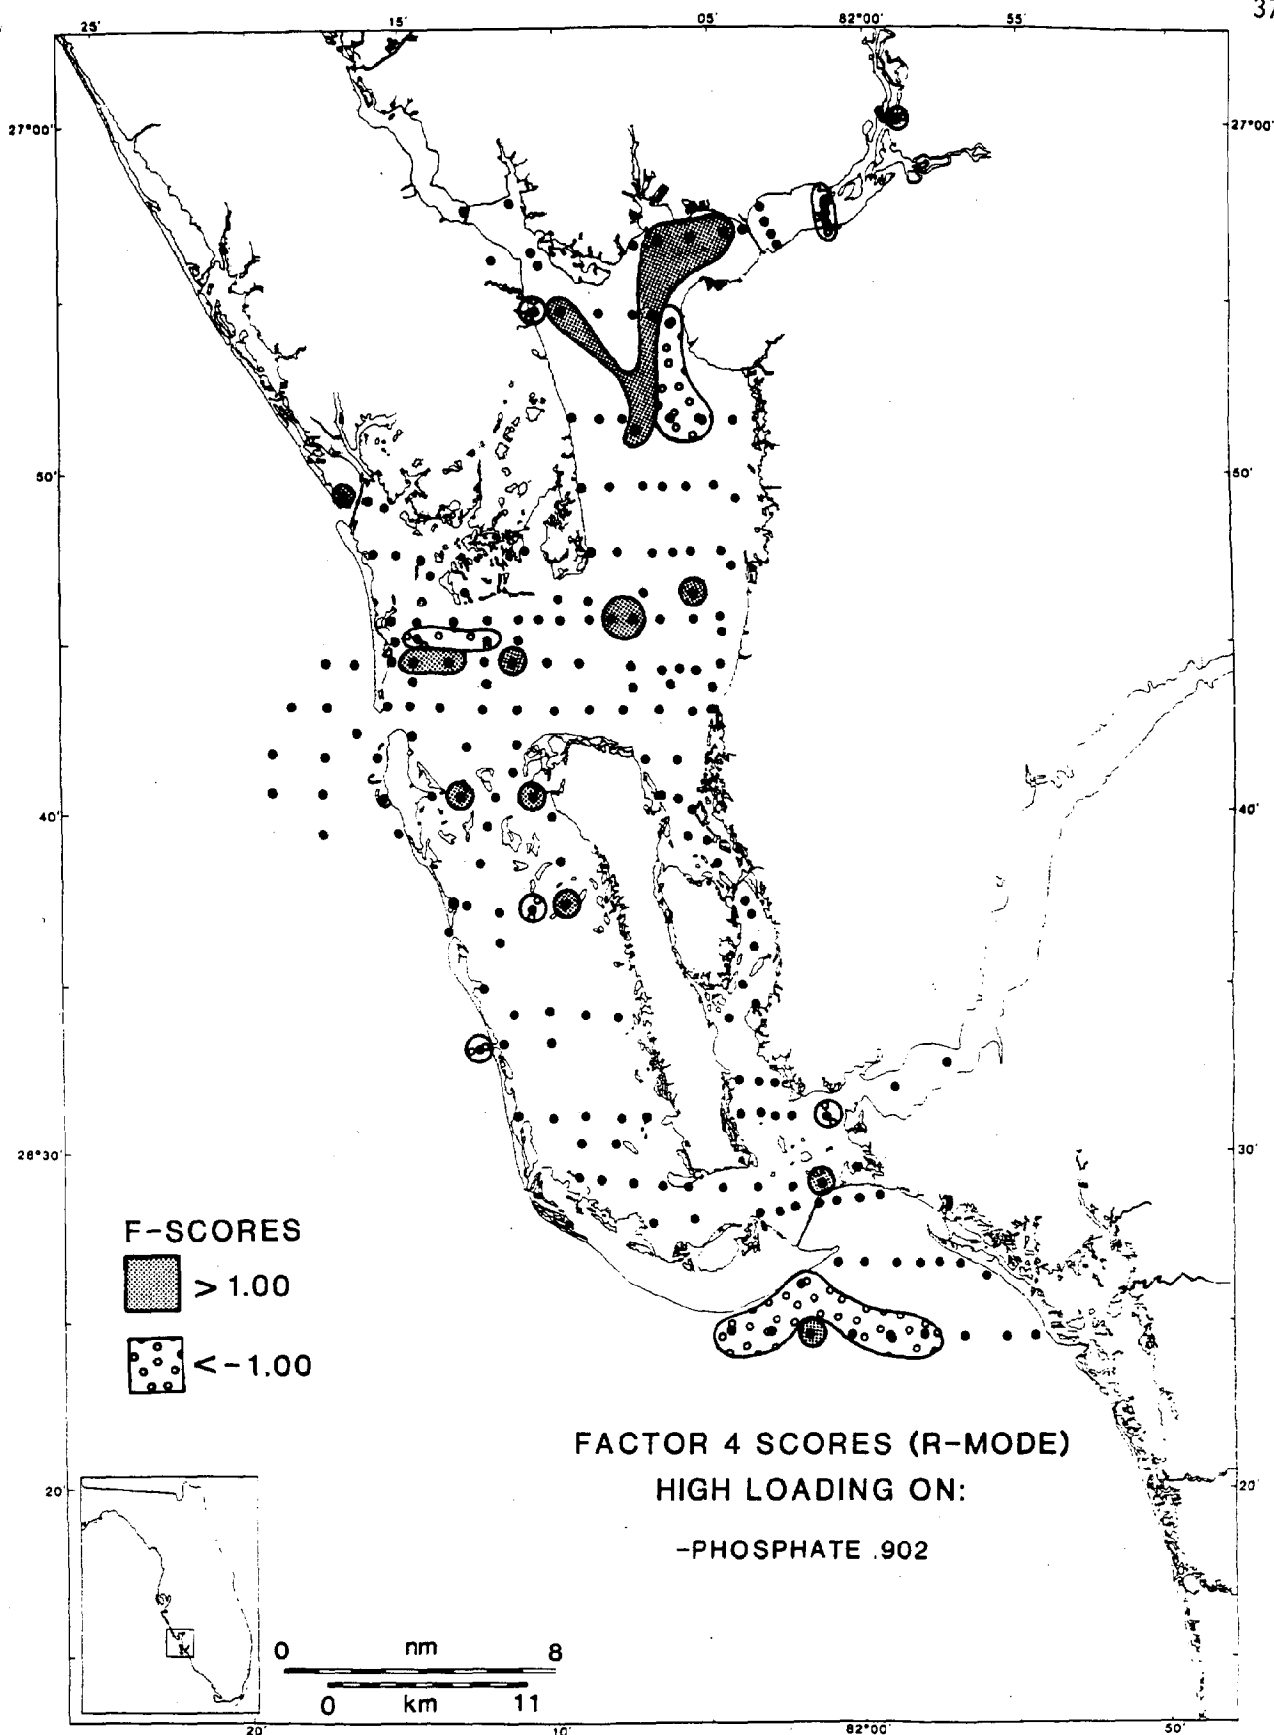 37
25' 15' 05' 82°00' 55'
27°00' 27°00'
50' 50'
40' 40'
26°30' 30'
F-SCORES
> 1.00
< -1.00
FACTOR 4 SCORES (R-MODE)
HIGH LOADING ON:
-PHOSPHATE .902
20' 20'
0 nm 8
0 km 11
20' 10' 82°00' 50'